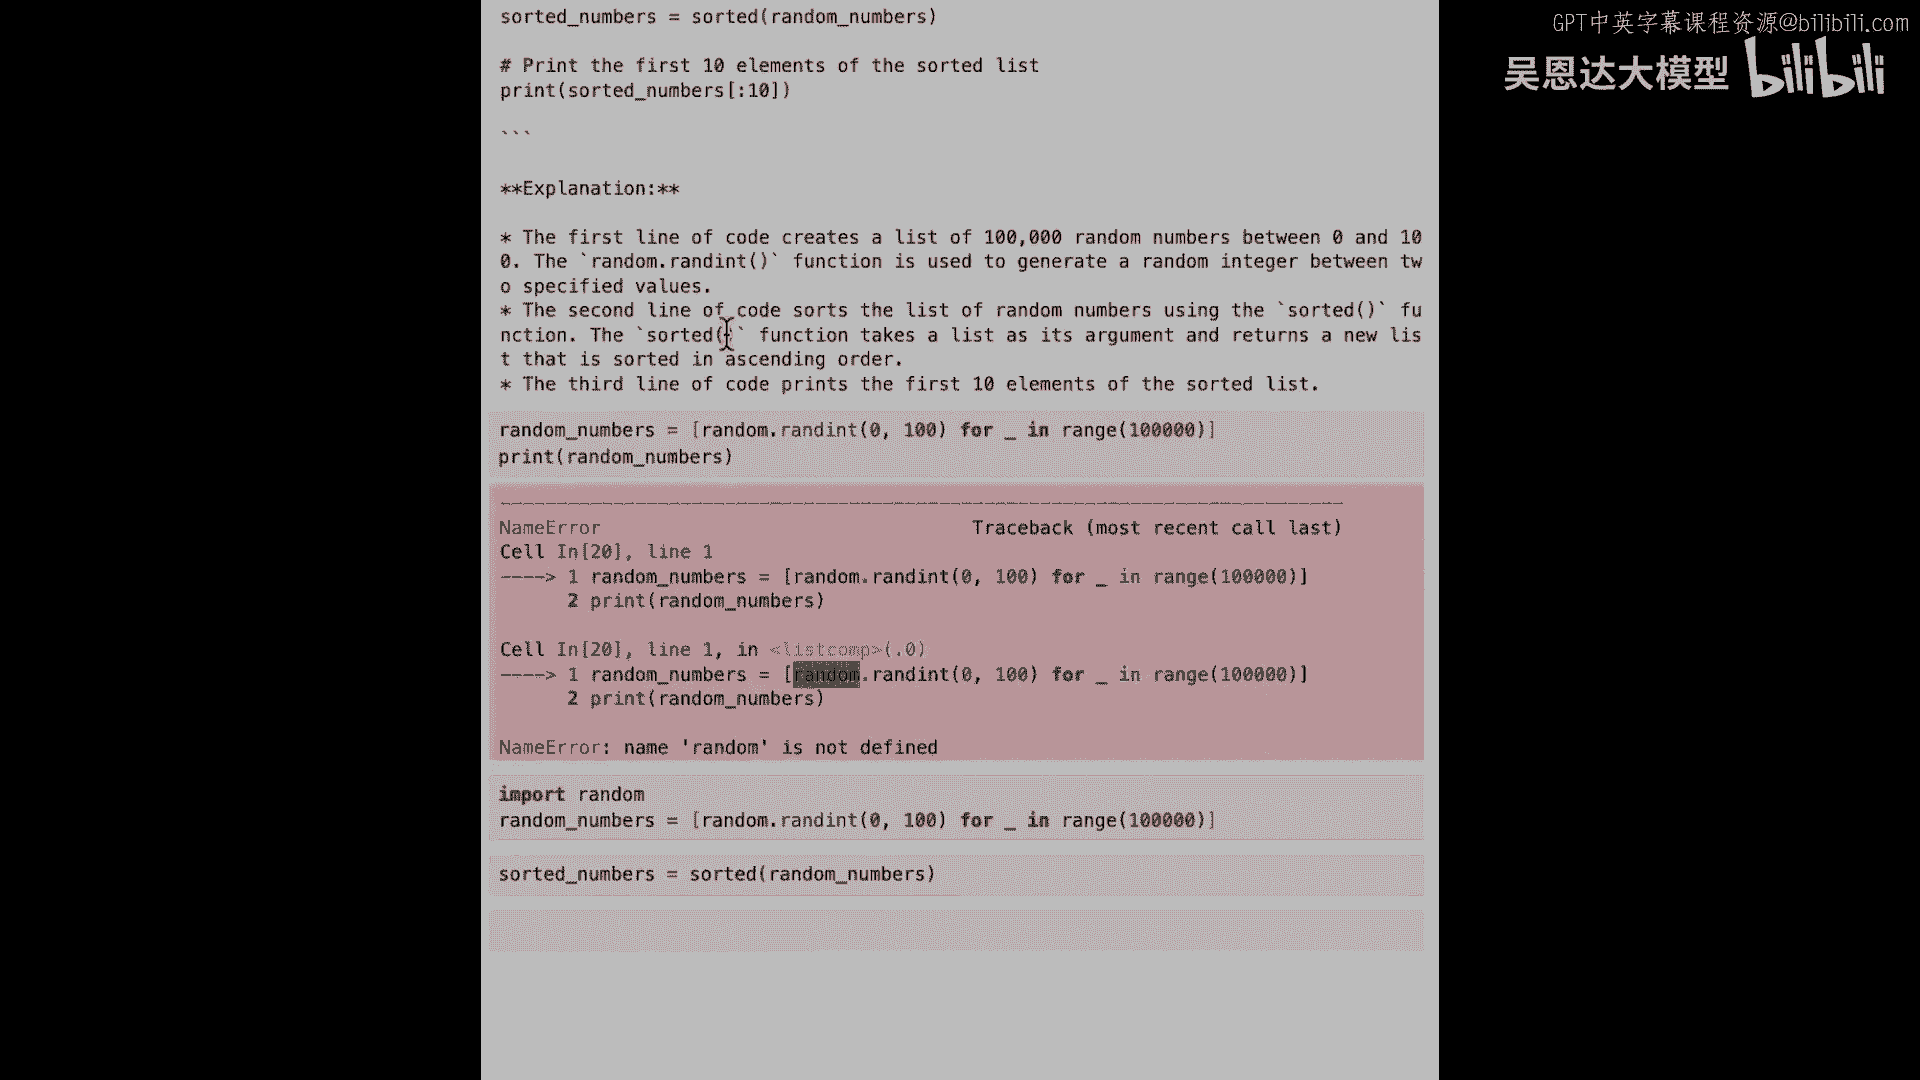 GPT中英字幕课程资源@bilibili.com
吴恩达大模型 bilibili
sorted_numbers = sorted(random_numbers)
# Print the first 10 elements of the sorted list
print(sorted_numbers[:10])
```
**Explanation:**
* The first line of code creates a list of 100,000 random numbers between 0 and 10
0. The `random.randint()` function is used to generate a random integer between tw
o specified values.
* The second line of code sorts the list of random numbers using the `sorted()` fu
nction. The `sorted()` function takes a list as its argument and returns a new lis
t that is sorted in ascending order.
* The third line of code prints the first 10 elements of the sorted list.
random_numbers = [random.randint(0, 100) for _ in range(100000)]
print(random_numbers)
---------------------------------------------------------------------------
NameError                                 Traceback (most recent call last)
Cell In[20], line 1
----> 1 random_numbers = [random.randint(0, 100) for _ in range(100000)]
      2 print(random_numbers)
Cell In[20], line 1, in <listcomp>(.0)
----> 1 random_numbers = [random.randint(0, 100) for _ in range(100000)]
      2 print(random_numbers)
NameError: name 'random' is not defined
import random
random_numbers = [random.randint(0, 100) for _ in range(100000)]
sorted_numbers = sorted(random_numbers)